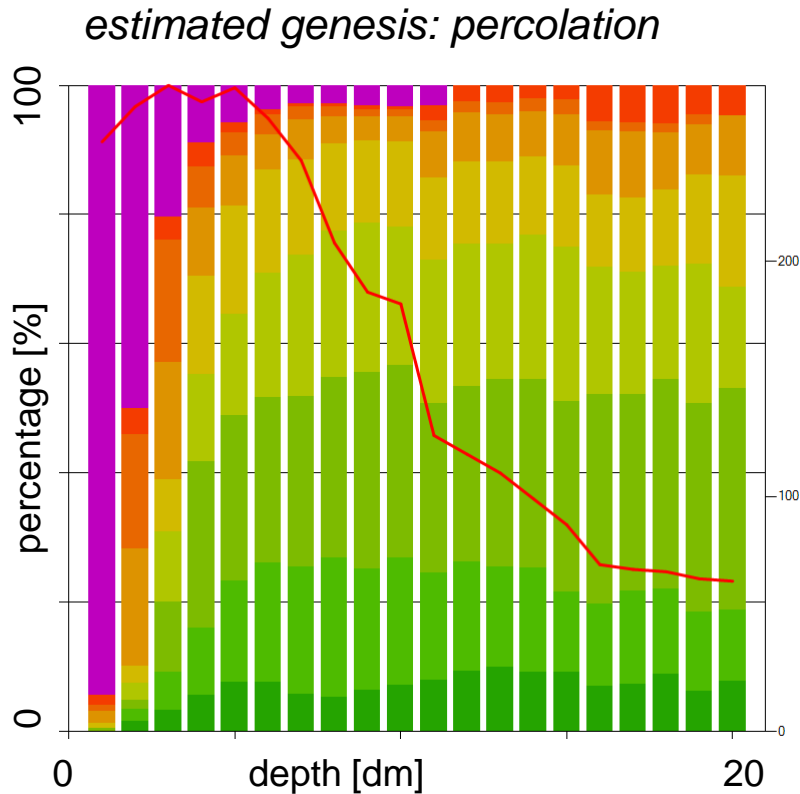 estimated genesis: percolation
100
percentage [%]
0
0
depth [dm]
20
200
100
0